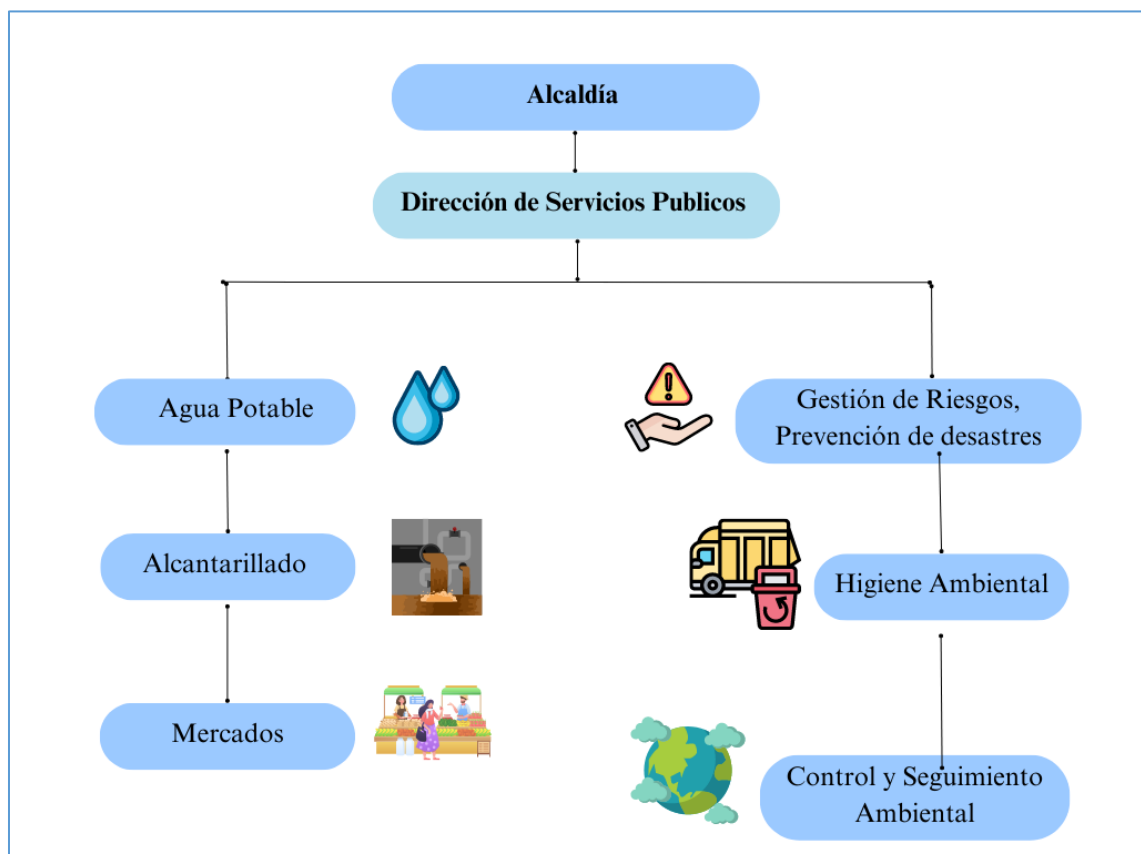 Alcaldía
Dirección de Servicios Publicos
Agua Potable
Gestión de Riesgos,
Prevención de desastres
Alcantarillado
Higiene Ambiental
Mercados
Control y Seguimiento
Ambiental